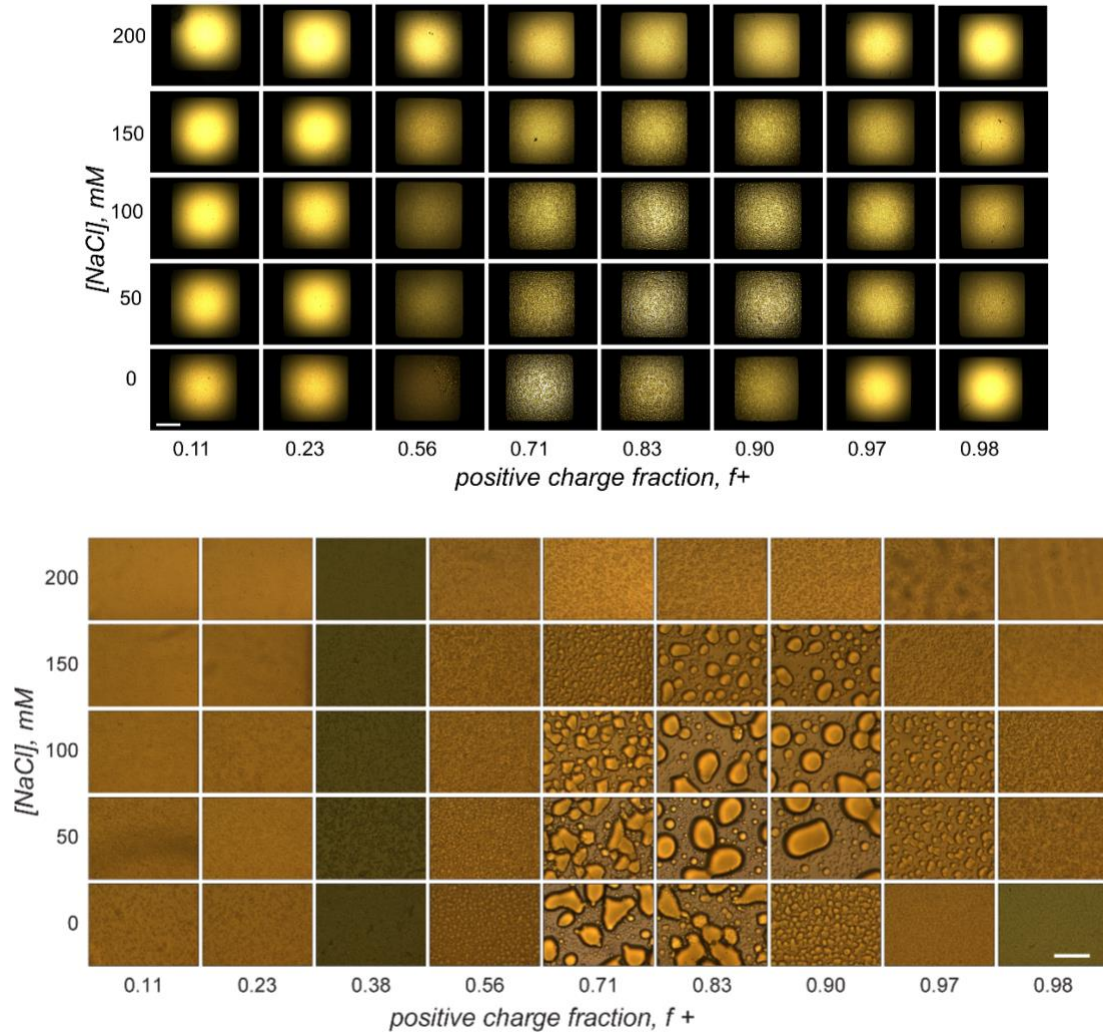 200
150
100
50
0
[NaCl], mM
0.11 0.23 0.56 0.71 0.83 0.90 0.97 0.98
positive charge fraction, f+
200
150
100
50
0
[NaCl], mM
0.11 0.23 0.38 0.56 0.71 0.83 0.90 0.97 0.98
positive charge fraction, f +